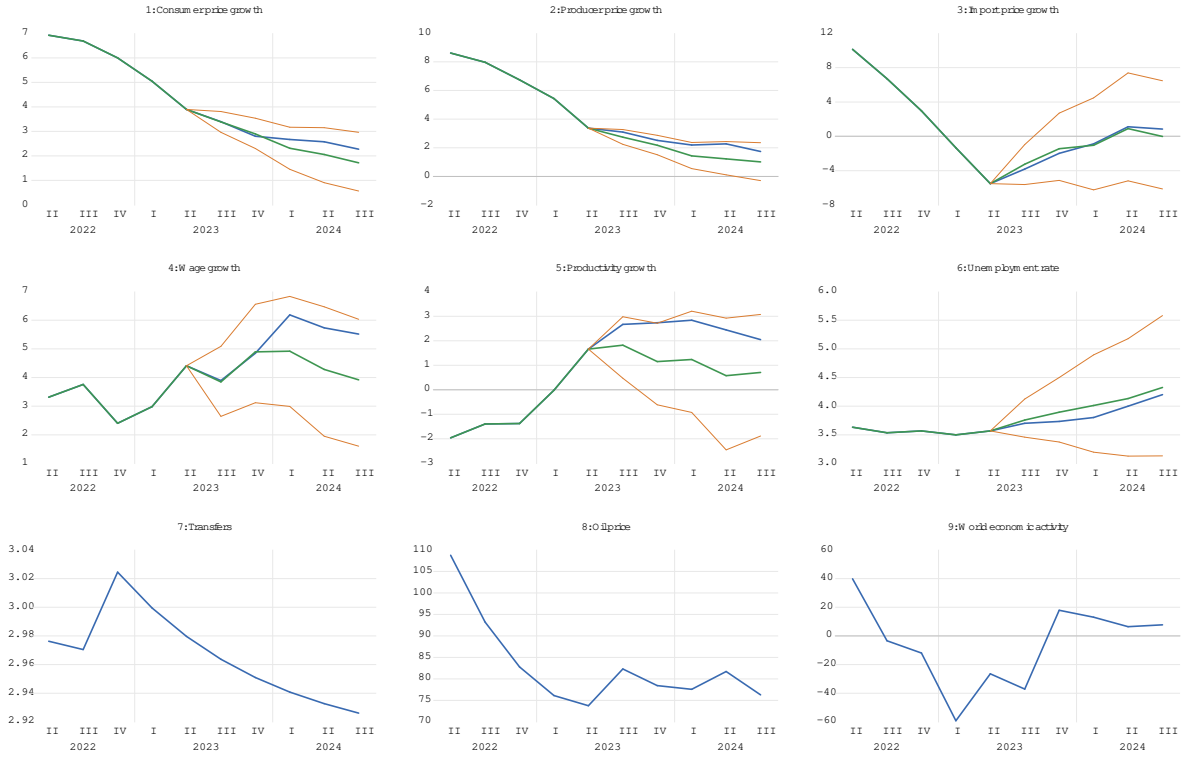 1: Consumer price growth
7
6
5
4
3
2
1
0
II III IV I II III IV I II III
2022 2023 2024
2: Producer price growth
10
8
6
4
2
0
−2
II III IV I II III IV I II III
2022 2023 2024
3: Import price growth
12
8
4
0
−4
−8
II III IV I II III IV I II III
2022 2023 2024
4: Wage growth
7
6
5
4
3
2
1
II III IV I II III IV I II III
2022 2023 2024
5: Productivity growth
4
3
2
1
0
−1
−2
−3
II III IV I II III IV I II III
2022 2023 2024
6: Unemployment rate
6.0
5.5
5.0
4.5
4.0
3.5
3.0
II III IV I II III IV I II III
2022 2023 2024
7: Transfers
3.04
3.02
3.00
2.98
2.96
2.94
2.92
II III IV I II III IV I II III
2022 2023 2024
8: Oil price
110
105
100
95
90
85
80
75
70
II III IV I II III IV I II III
2022 2023 2024
9: World economic activity
60
40
20
0
−20
−40
−60
II III IV I II III IV I II III
2022 2023 2024